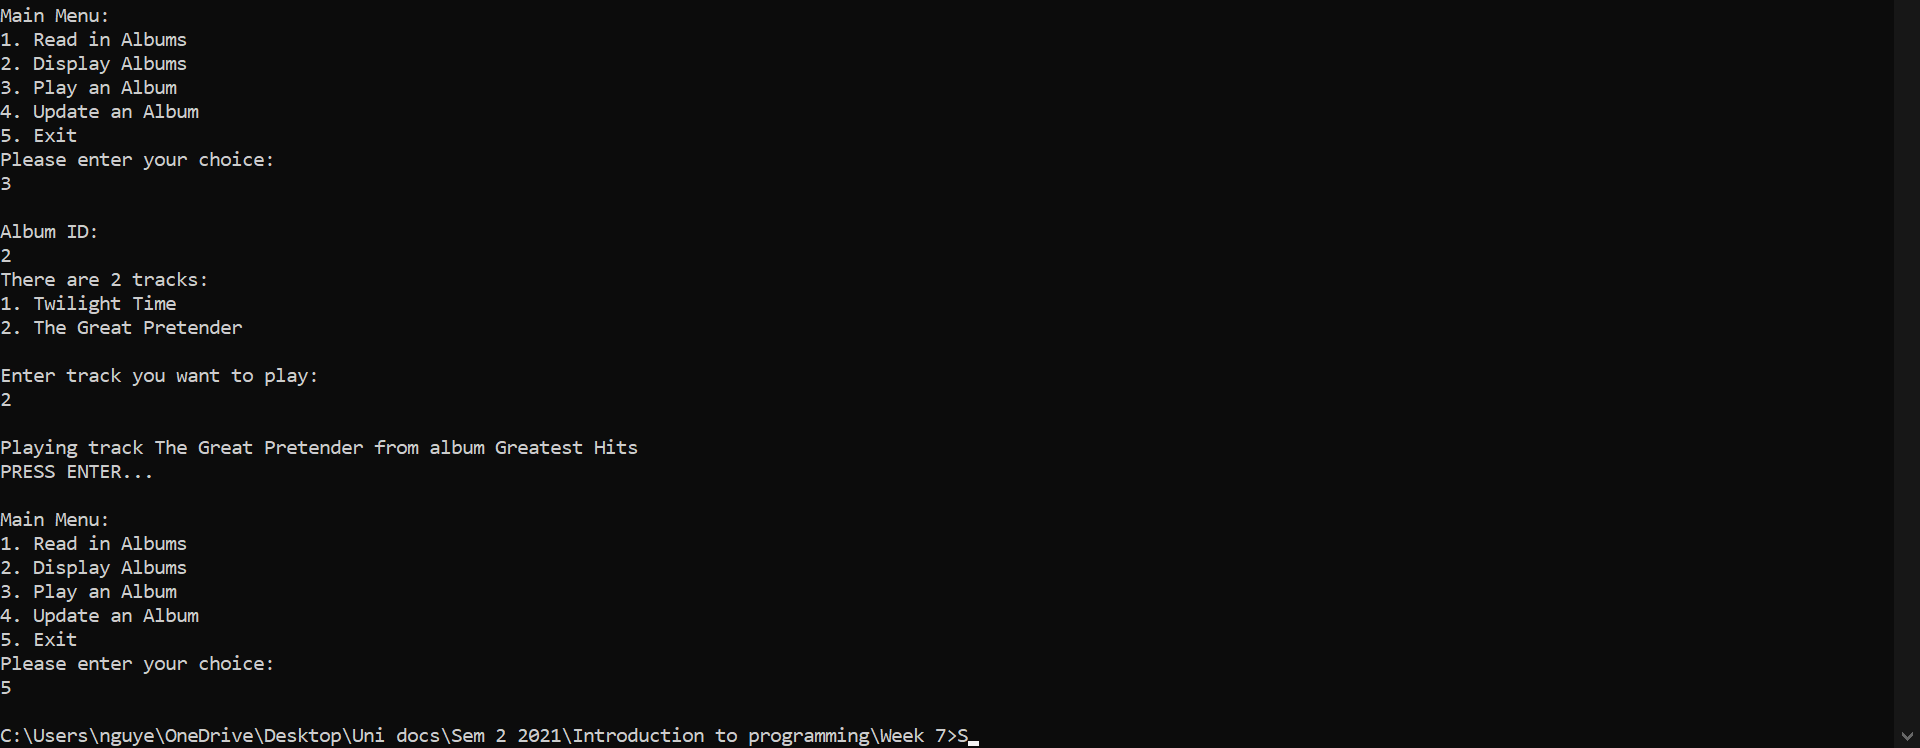 Main Menu:
1. Read in Albums
2. Display Albums
3. Play an Album
4. Update an Album
5. Exit
Please enter your choice:
3
Album ID:
2
There are 2 tracks:
1. Twilight Time
2. The Great Pretender
Enter track you want to play:
2
Playing track The Great Pretender from album Greatest Hits
PRESS ENTER...
Main Menu:
1. Read in Albums
2. Display Albums
3. Play an Album
4. Update an Album
5. Exit
Please enter your choice:
5
C:\Users\nguye\OneDrive\Desktop\Uni docs\Sem 2 2021\Introduction to programming\Week 7>S